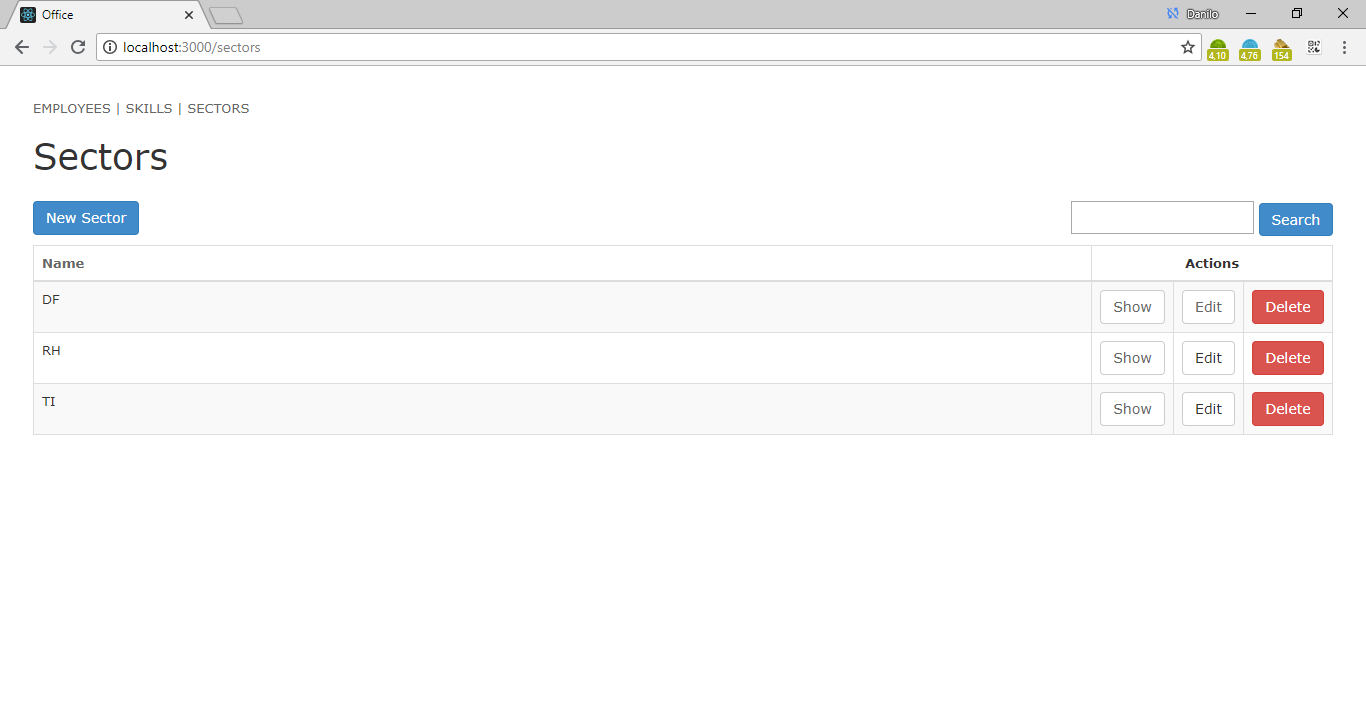 Office
Danilo
localhost:3000/sectors
4,10 4,76 154
EMPLOYEES | SKILLS | SECTORS
Sectors
New Sector Search
Name Actions
DF Show Edit Delete
RH Show Edit Delete
TI Show Edit Delete